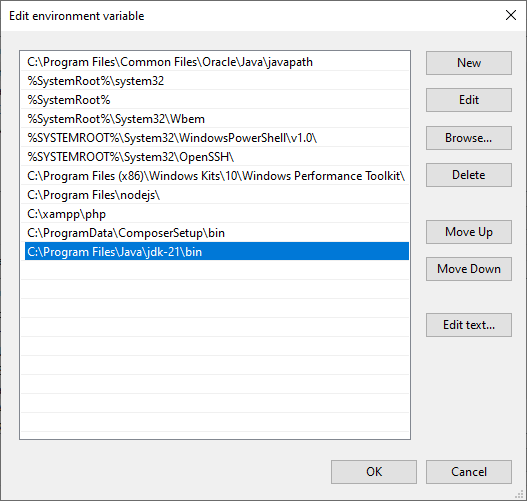 Edit environment variable
C:\Program Files\Common Files\Oracle\Java\javapath
%SystemRoot%\system32
%SystemRoot%
%SystemRoot%\System32\Wbem
%SYSTEMROOT%\System32\WindowsPowerShell\v1.0\
%SYSTEMROOT%\System32\OpenSSH\
C:\Program Files (x86)\Windows Kits\10\Windows Performance Toolkit\
C:\Program Files\nodejs\
C:\xampp\php
C:\ProgramData\ComposerSetup\bin
C:\Program Files\Java\jdk-21\bin
New
Edit
Browse...
Delete
Move Up
Move Down
Edit text...
OK
Cancel